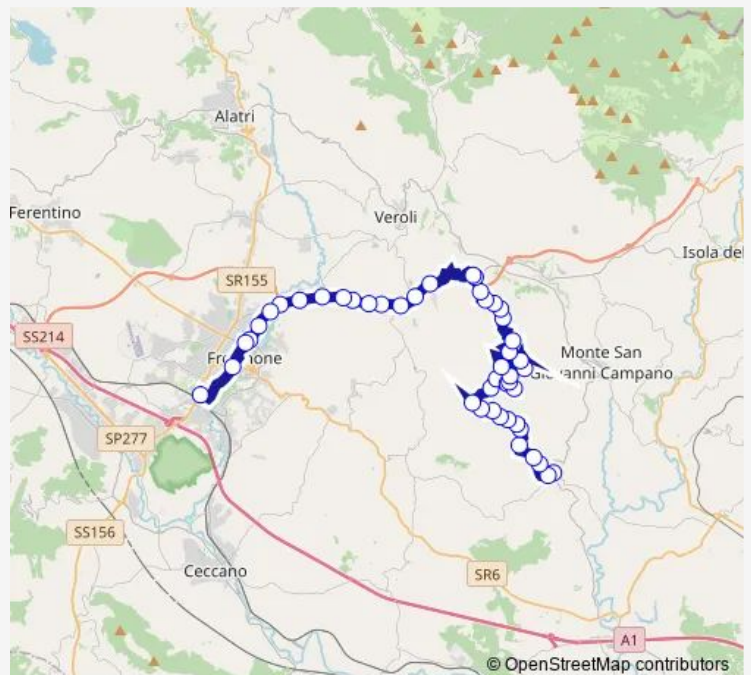 Alatri
Ferentino
Veroli
Isola del
SR155
SS214
Monte San
Giovanni Campano
SP277
SS156
Ceccano
SR6
A1
© OpenStreetMap contributors